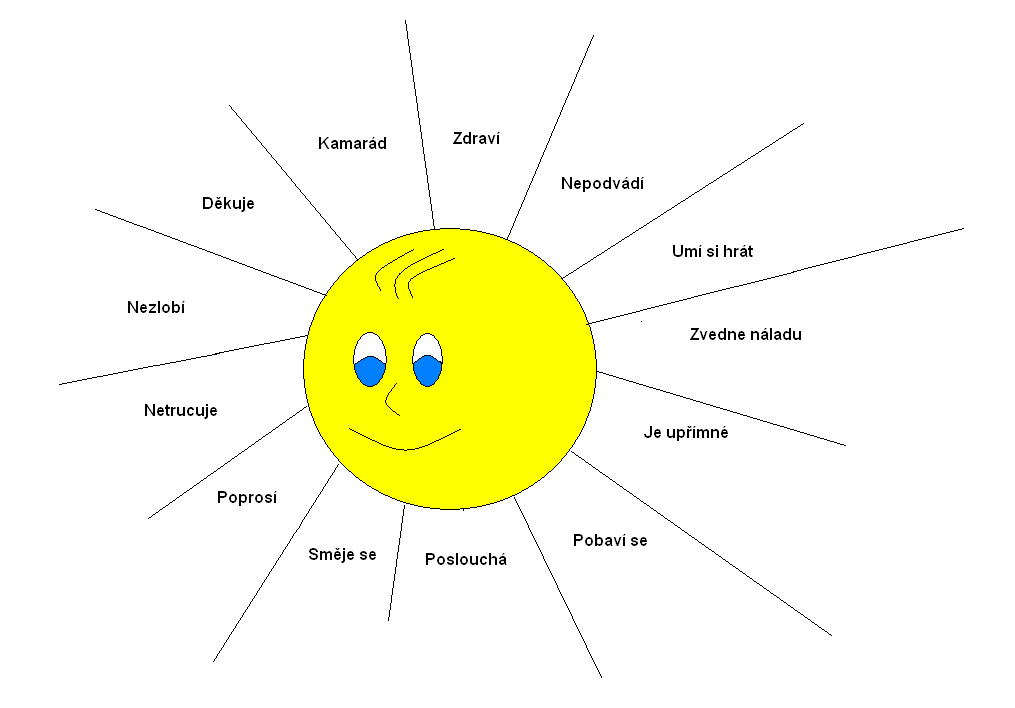 Kamarád
Zdraví
Nepodvádí
Umí si hrát
Zvedne náladu
Je upřímné
Pobaví se
Poslouchá
Směje se
Poprosí
Netrucuje
Nezlobí
Děkuje